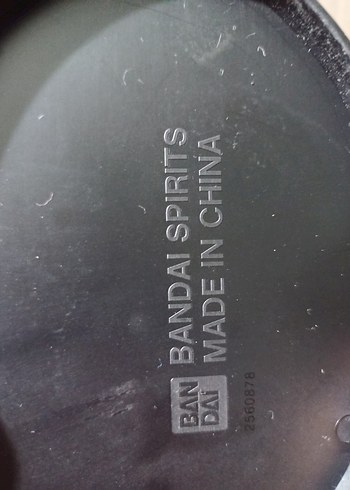 BANDAI SPIRITS
MADE IN CHINA
BAN
DAI
2560878